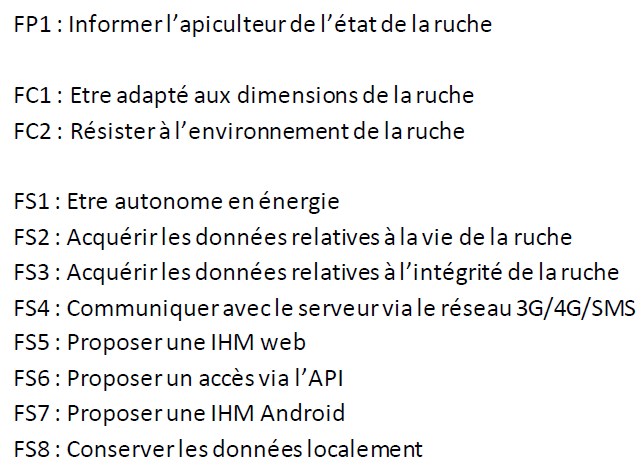 FP1 : Informer l’apiculteur de l’état de la ruche
FC1 : Etre adapté aux dimensions de la ruche
FC2 : Résister à l’environnement de la ruche
FS1 : Etre autonome en énergie
FS2 : Acquérir les données relatives à la vie de la ruche
FS3 : Acquérir les données relatives à l’intégrité de la ruche
FS4 : Communiquer avec le serveur via le réseau 3G/4G/SMS
FS5 : Proposer une IHM web
FS6 : Proposer un accès via l’API
FS7 : Proposer une IHM Android
FS8 : Conserver les données localement